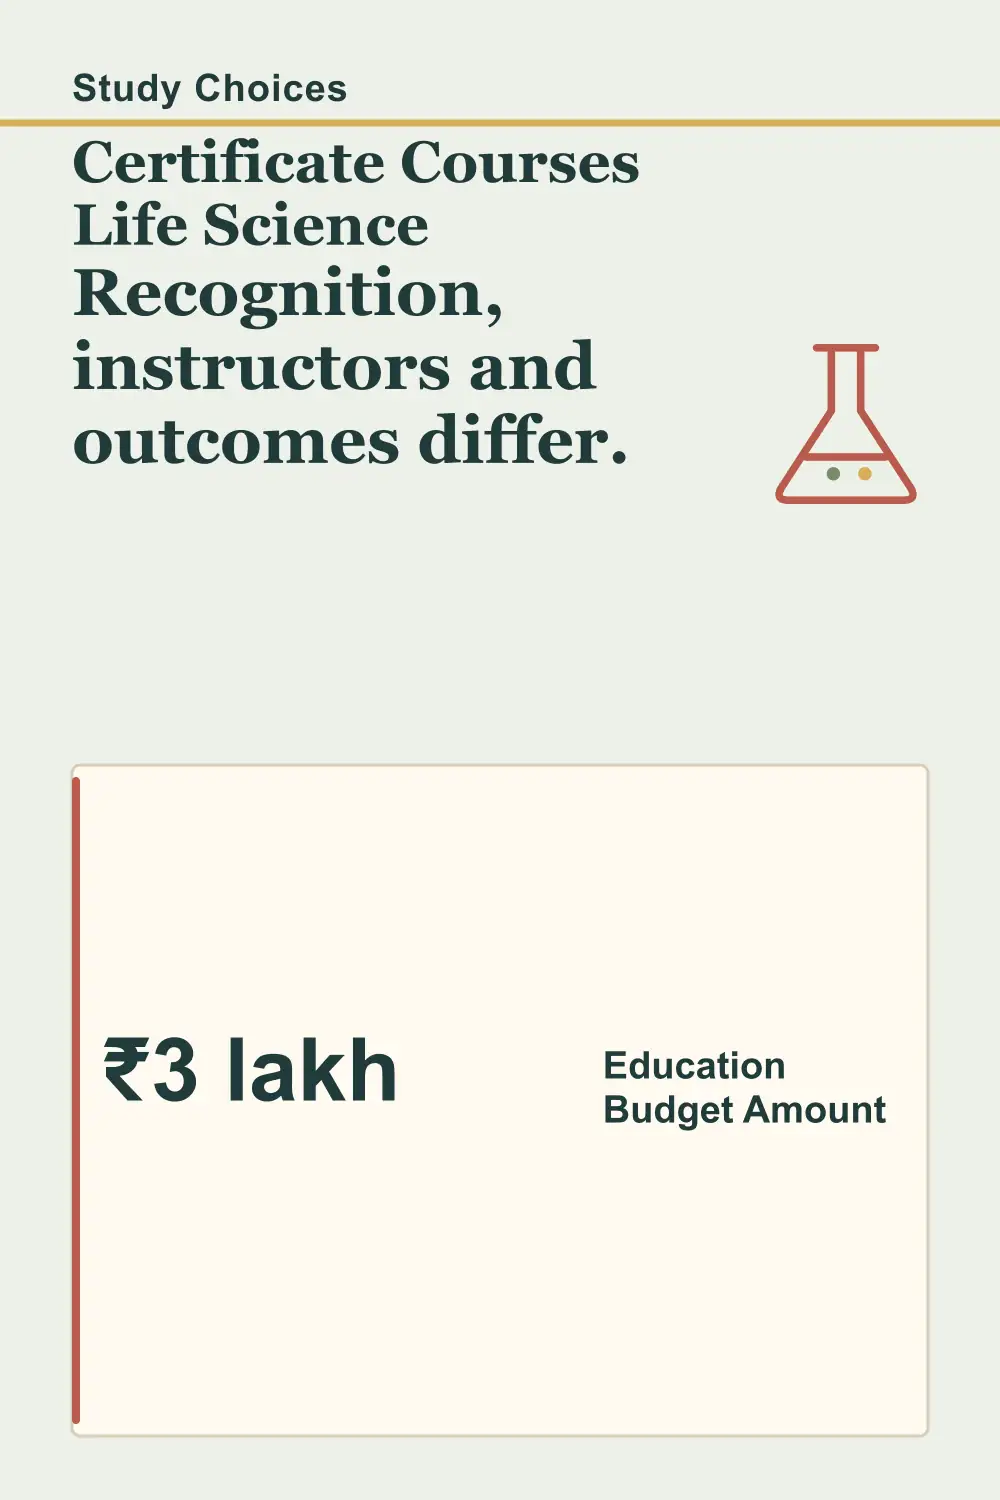 Study Choices
Certificate Courses
Life Science
Recognition,
instructors and
outcomes differ.
₹3 lakh
Education
Budget Amount